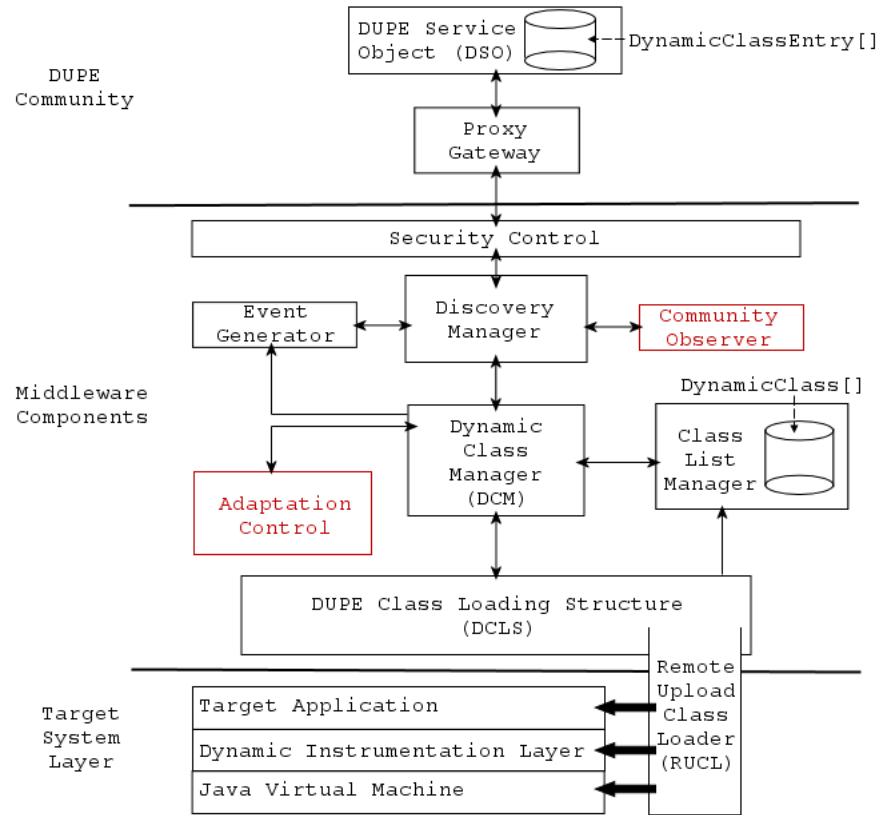 DUPE Service
Object (DSO)
DynamicClassEntry[]
DUPE
Community
Proxy
Gateway
Security Control
Event
Generator
Discovery
Manager
Community
Observer
Middleware
Components
DynamicClass[]
Dynamic
Class
Manager
(DCM)
Class
List
Manager
Adaptation
Control
DUPE Class Loading Structure
(DCLS)
Remote
Upload
Class
Loader
(RUCL)
Target
System
Layer
Target Application
Dynamic Instrumentation Layer
Java Virtual Machine